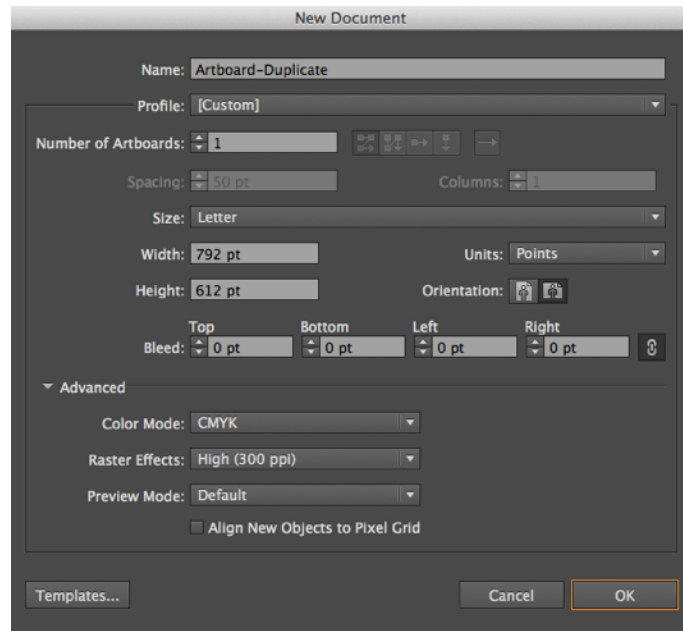 New Document
Name: Artboard-Duplicate
Profile: [Custom]
Number of Artboards: 1
Spacing: 50 pt Columns: 1
Size: Letter
Width: 792 pt Units: Points
Height: 612 pt Orientation:
Top Bottom Left Right
Bleed: 0 pt 0 pt 0 pt 0 pt
Advanced
Color Mode: CMYK
Raster Effects: High (300 ppi)
Preview Mode: Default
Align New Objects to Pixel Grid
Templates... Cancel OK